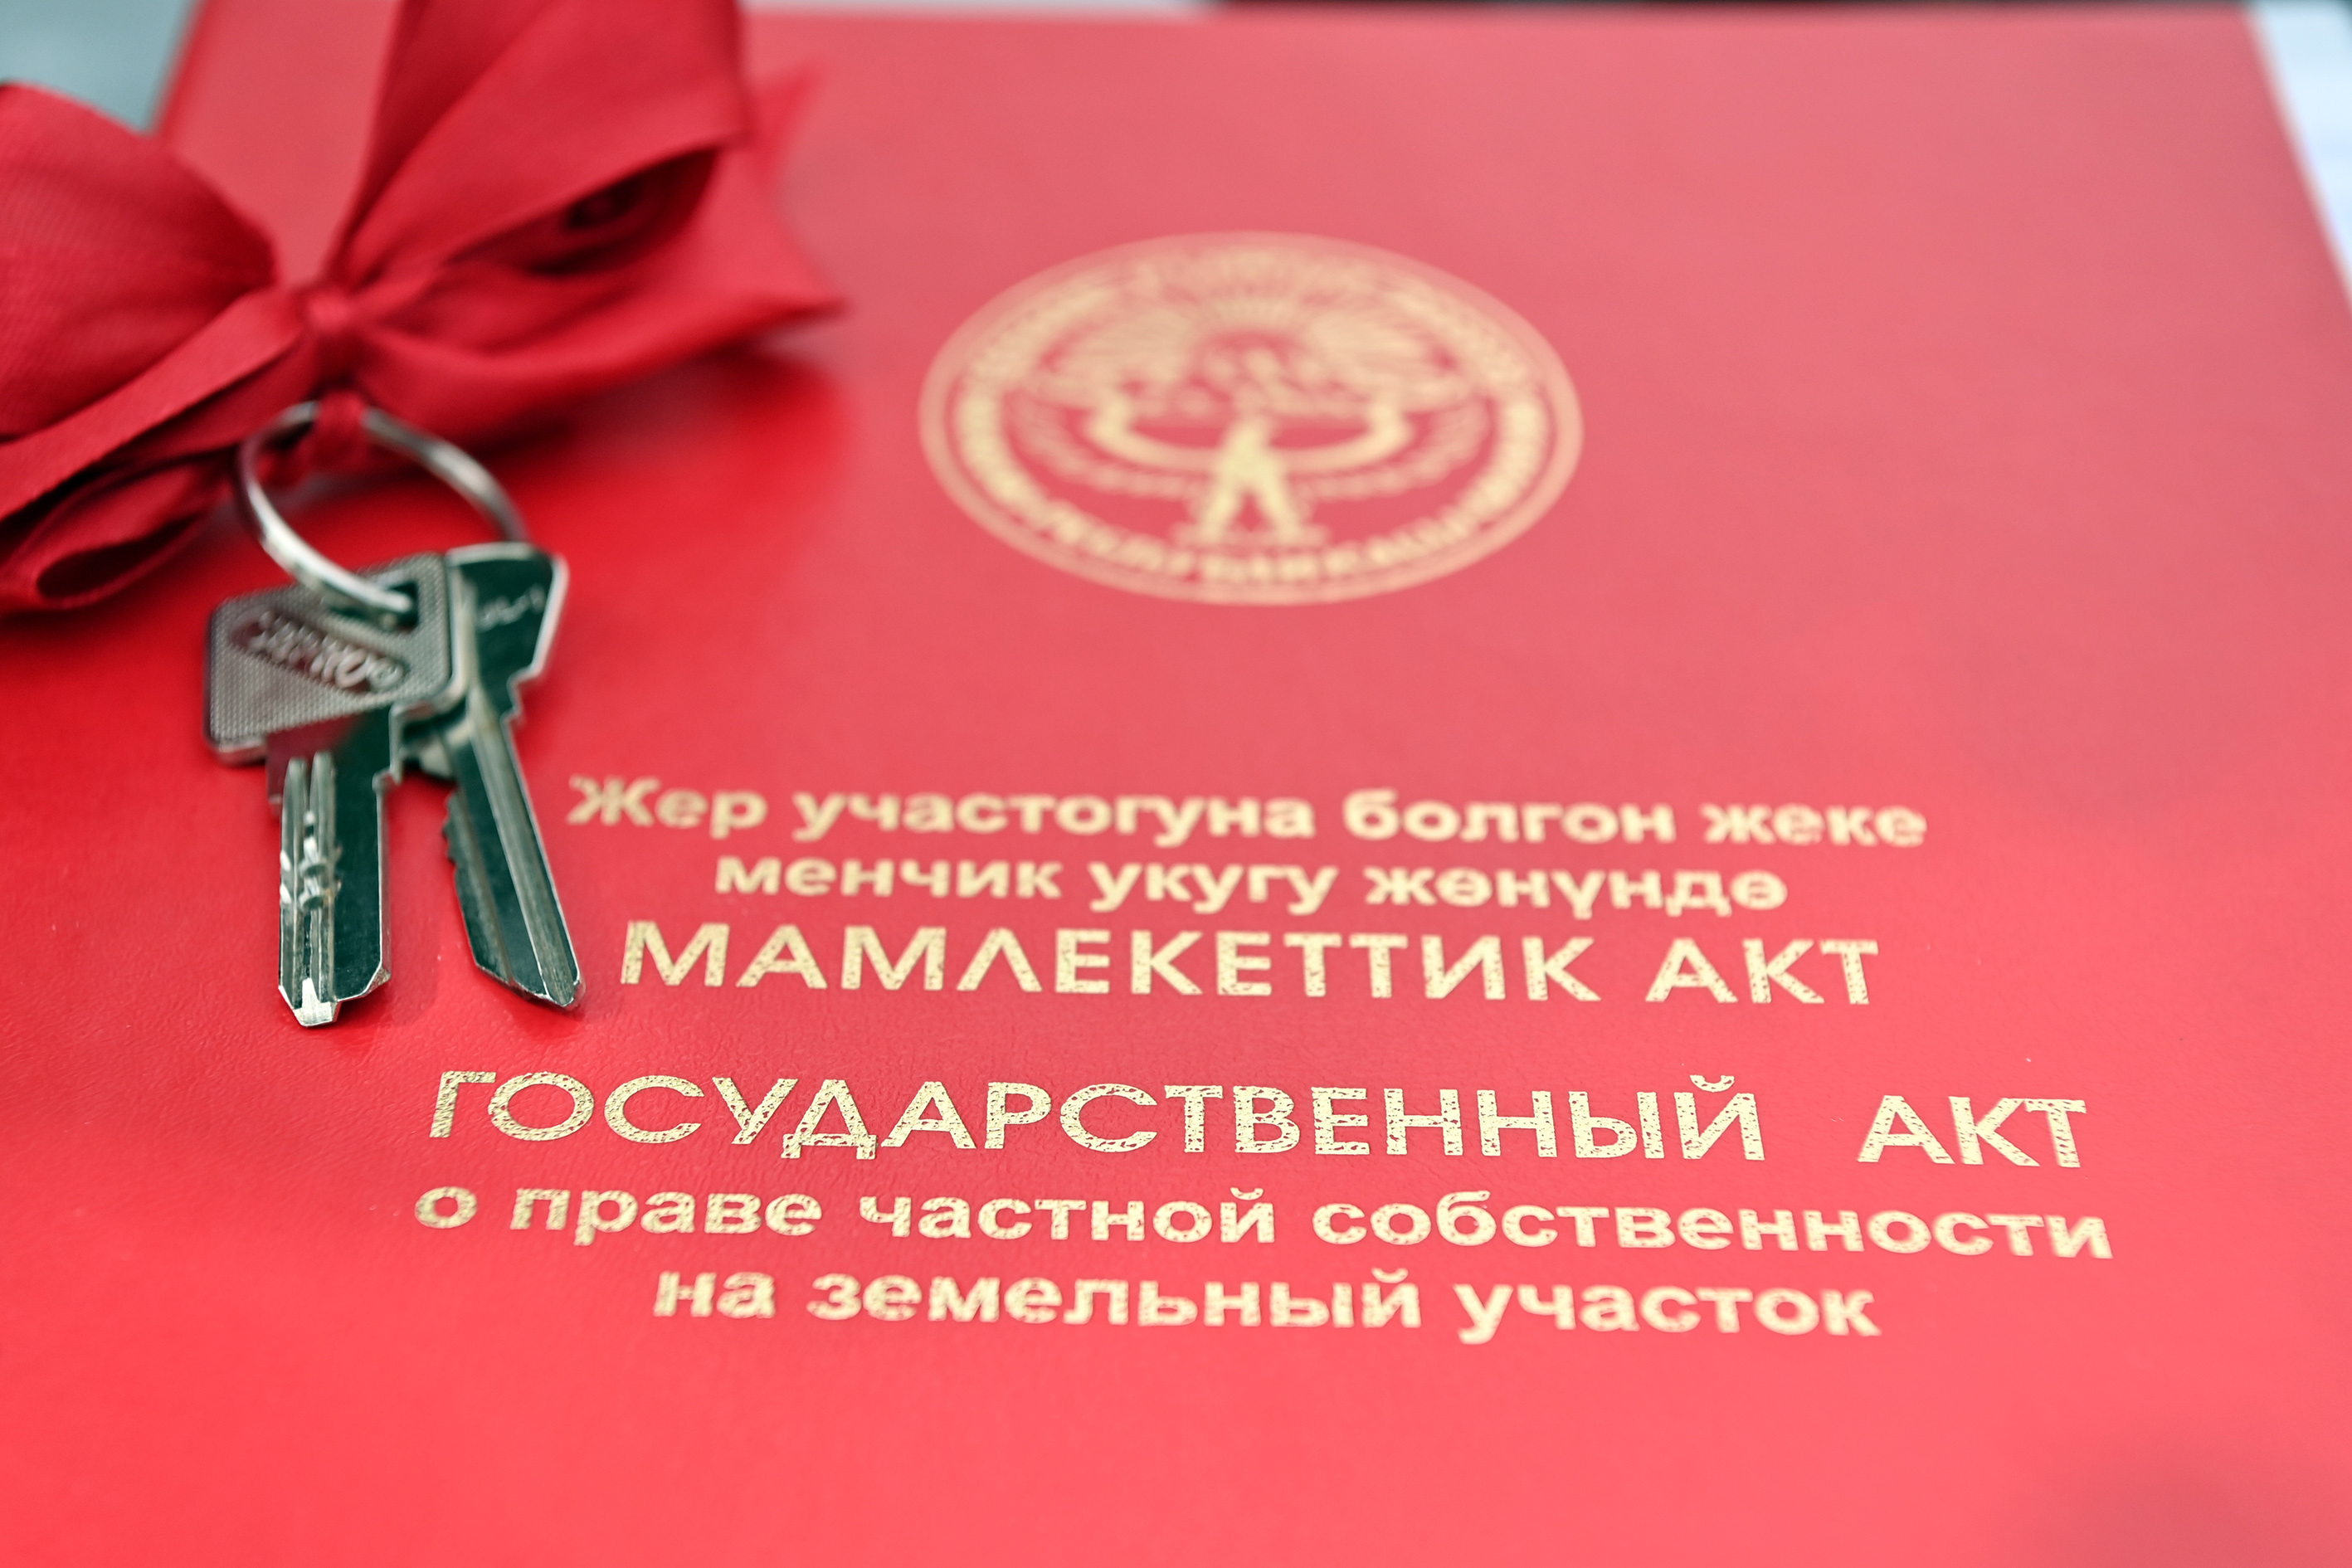 Жер участогуна болгон жеке
менчик укугу жөнүндө
МАМЛЕКЕТТИК АКТ
ГОСУДАРСТВЕННЫЙ АКТ
о праве частной собственности
на земельный участок